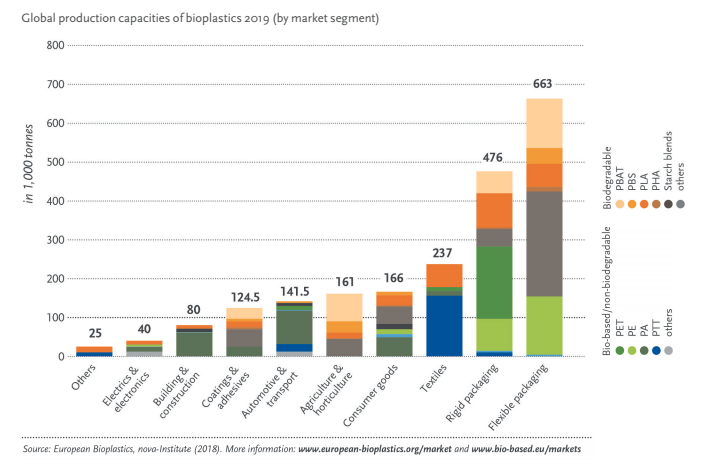 Global production capacities of bioplastics 2019 (by market segment)
in 1,000 tonnes
800
700
600
500
400
300
200
100
0
25
40
80
124.5
141.5
161
166
237
476
663
Others
Electrics &
electronics
Building &
construction
Coatings &
adhesives
Automotive &
transport
Agriculture &
horticulture
Consumer goods
Textiles
Rigid packaging
Flexible packaging
Biodegradable
PBAT
PBS
PLA
PHA
Starch blends
others
Bio-based/non-biodegradable
PET
PE
PA
PTT
others
Source: European Bioplastics, nova-Institute (2018). More information: www.european-bioplastics.org/market and www.bio-based.eu/markets